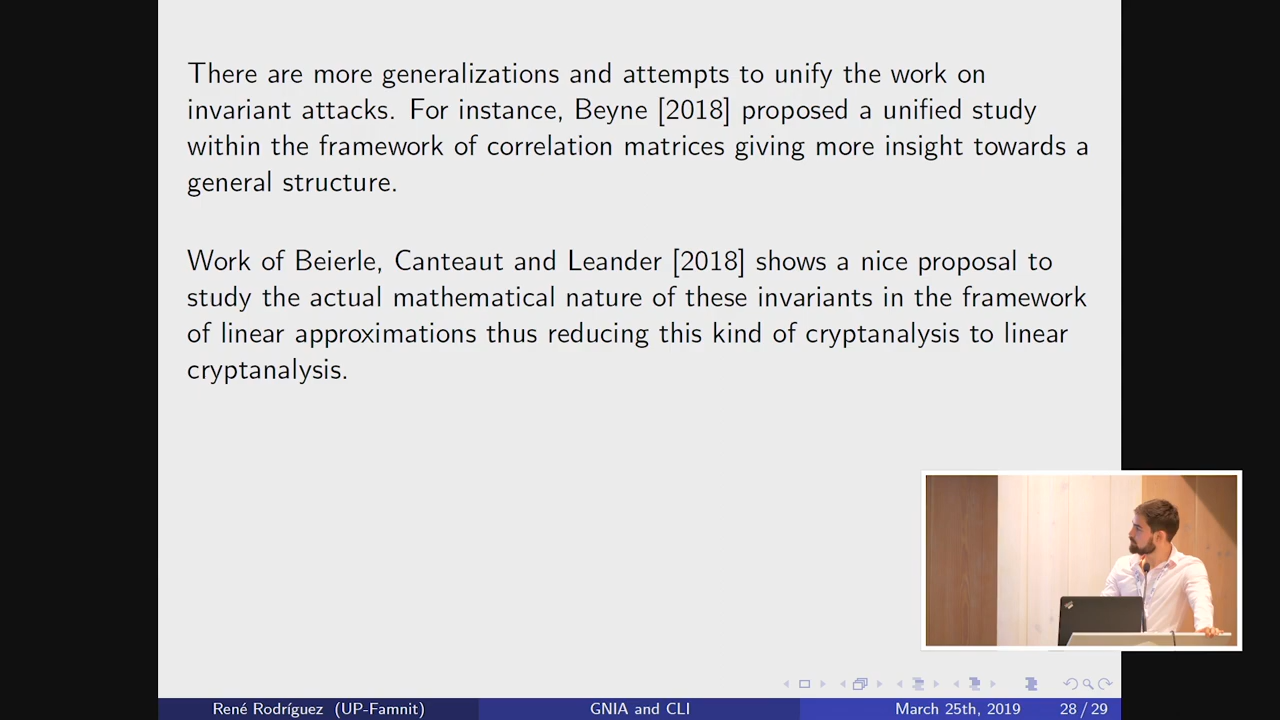 There are more generalizations and attempts to unify the work on
invariant attacks. For instance, Beyne [2018] proposed a unified study
within the framework of correlation matrices giving more insight towards a
general structure.
Work of Beierle, Canteaut and Leander [2018] shows a nice proposal to
study the actual mathematical nature of these invariants in the framework
of linear approximations thus reducing this kind of cryptanalysis to linear
cryptanalysis.
René Rodríguez (UP-Famnit) GNIA and CLI March 25th, 2019 28 / 29